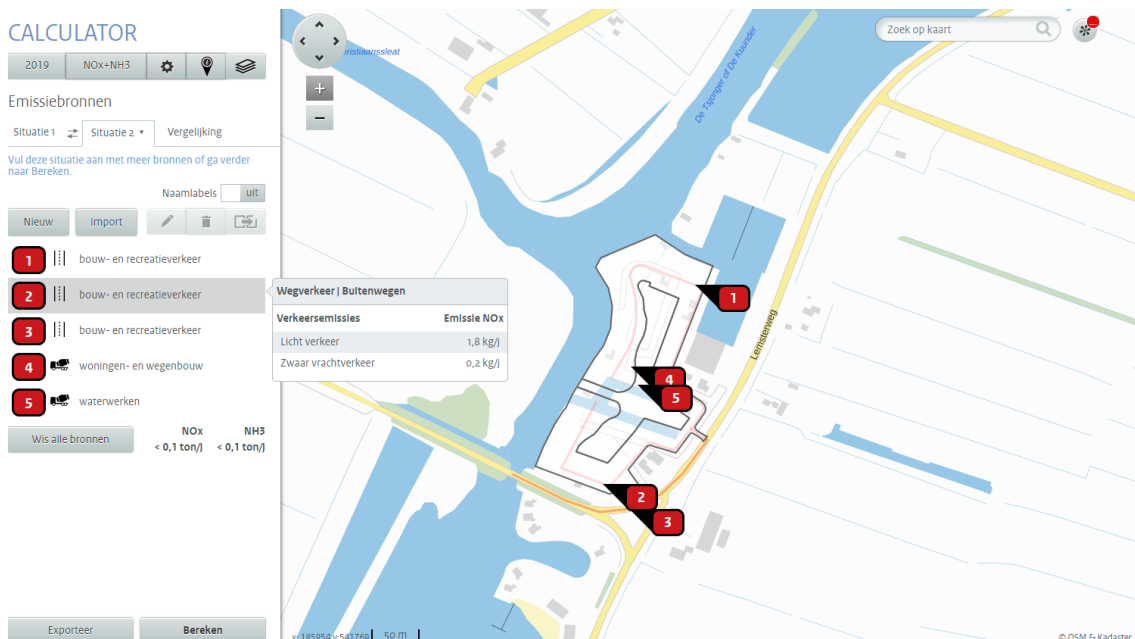 CALCULATOR
2019 NOx+NH3
Emissiebronnen
Situatie 1 Situatie 2 Vergelijking
Vul deze situatie aan met meer bronnen of ga verder
naar Bereken.
Naamlabels uit
Nieuw Import
1 bouw- en recreatieverkeer
2 bouw- en recreatieverkeer
3 bouw- en recreatieverkeer
4 woningen- en wegenbouw
5 waterwerken
Wis alle bronnen
NOx NH3
< 0,1 ton/j < 0,1 ton/j
Exporteer Bereken
Wegverkeer | Buitenwegen
Verkeersemissies Emissie NOx
Licht verkeer 1,8 kg/j
Zwaar vrachtverkeer 0,2 kg/j
+
−
Zoek op kaart
...
De Tsjonger of De Kuunder
Lemsterweg
1
4
5
2
3
x: 185954 y: 541769 50 m
© OSM & Kadaster